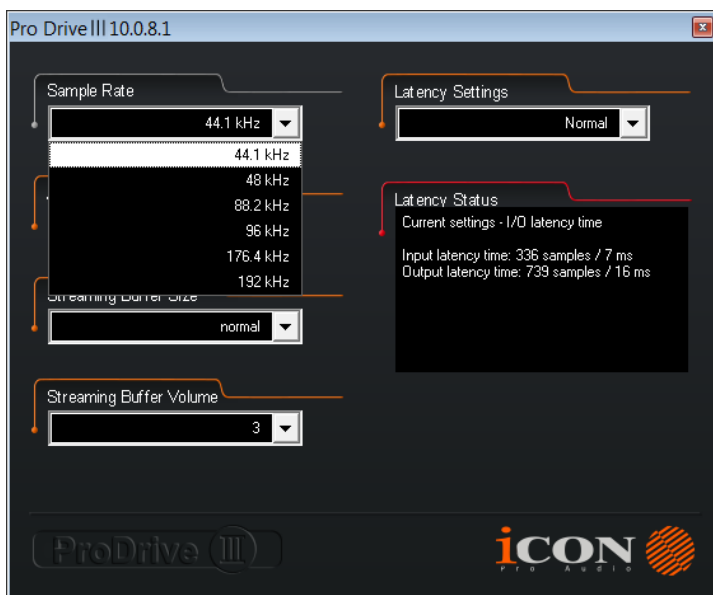 Pro Drive III 10.0.8.1
Sample Rate
44.1 kHz
44.1 kHz
48 kHz
88.2 kHz
96 kHz
176.4 kHz
192 kHz
Streaming Buffer Size
normal
Streaming Buffer Volume
3
Latency Settings
Normal
Latency Status
Current settings - I/O latency time
Input latency time: 336 samples / 7 ms
Output latency time: 739 samples / 16 ms
ProDrive III
iCON
Pro Audio